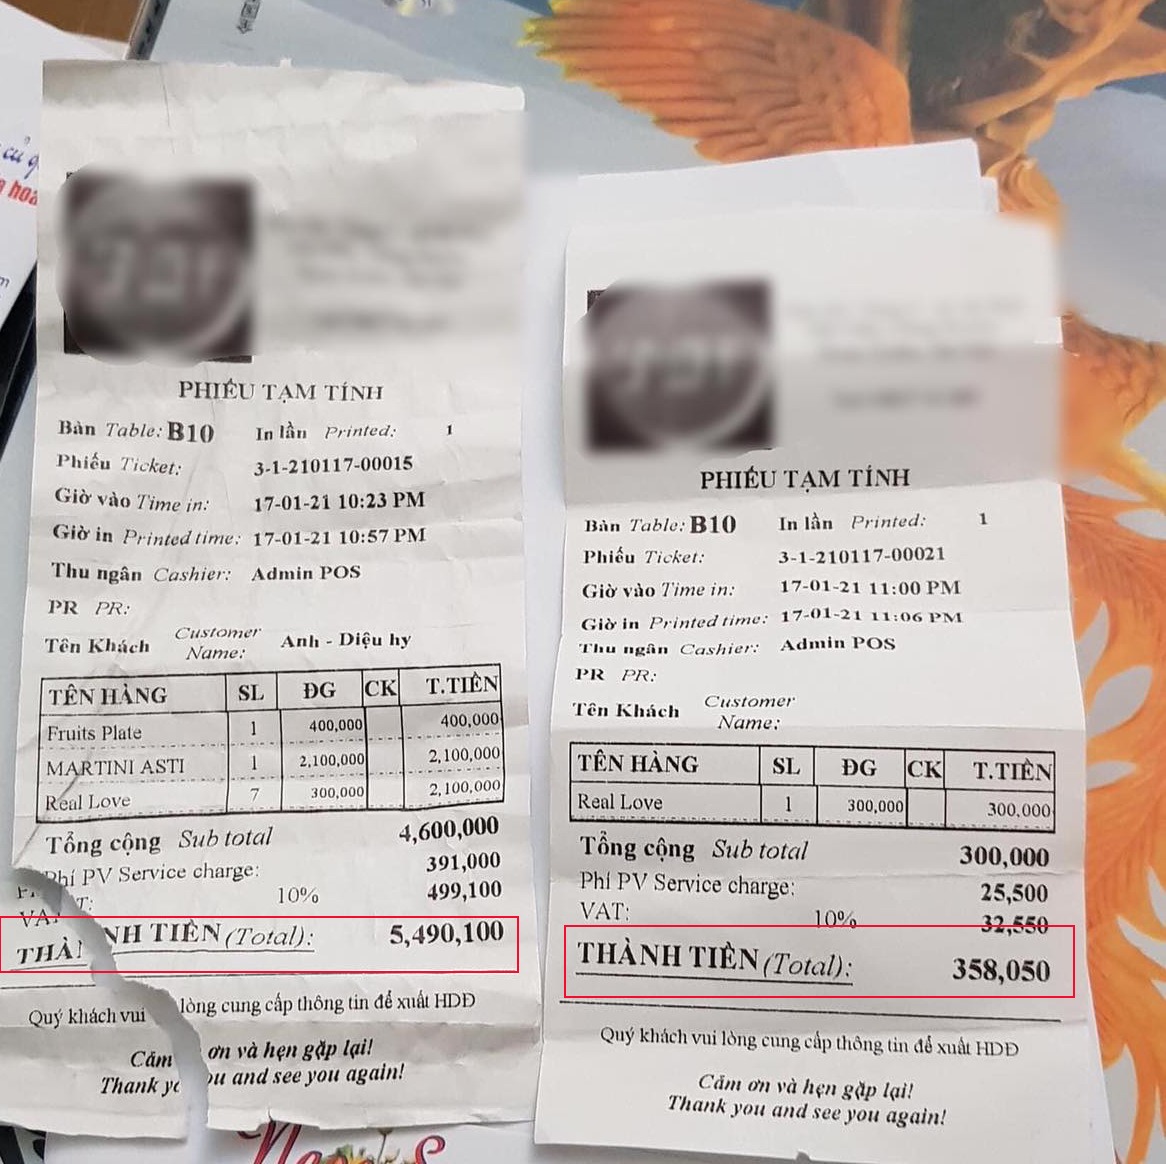 PHIẾU TẠM TÍNH
Bàn Table: B10 In lần Printed: 1
Phiếu Ticket: 3-1-210117-00015
Giờ vào Time in: 17-01-21 10:23 PM
Giờ in Printed time: 17-01-21 10:57 PM
Thu ngân Cashier: Admin POS
PR PR:
Tên Khách Customer Name: Anh - Diệu hy
TÊN HÀNG SL ĐG CK T.TIỀN
Fruits Plate 1 400,000 400,000
MARTINI ASTI 1 2,100,000 2,100,000
Real Love 7 300,000 2,100,000
Tổng cộng Sub total 4,600,000
Phí PV Service charge: 391,000
VAT: 10% 499,100
THÀNH TIỀN (Total): 5,490,100
Quý khách vui lòng cung cấp thông tin để xuất HDĐ
Cảm ơn và hẹn gặp lại!
Thank you and see you again!
PHIẾU TẠM TÍNH
Bàn Table: B10 In lần Printed: 1
Phiếu Ticket: 3-1-210117-00021
Giờ vào Time in: 17-01-21 11:00 PM
Giờ in Printed time: 17-01-21 11:06 PM
Thu ngân Cashier: Admin POS
PR PR:
Tên Khách Customer Name:
TÊN HÀNG SL ĐG CK T.TIỀN
Real Love 1 300,000 300,000
Tổng cộng Sub total 300,000
Phí PV Service charge: 25,500
VAT: 10% 32,550
THÀNH TIỀN (Total): 358,050
Quý khách vui lòng cung cấp thông tin để xuất HDĐ
Cảm ơn và hẹn gặp lại!
Thank you and see you again!